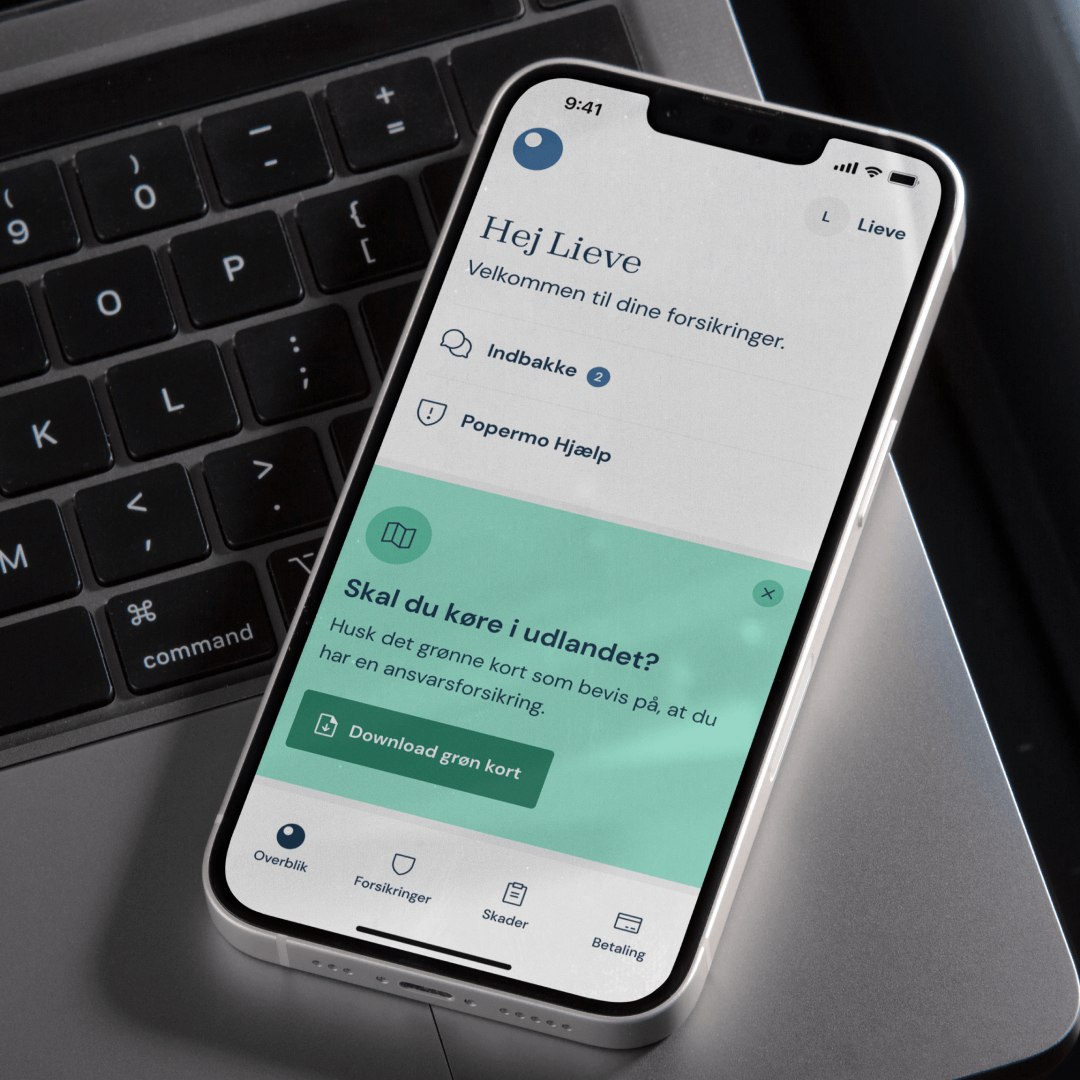 +
=
–
-
)
0
(
9
{
[
P
O
:
;
L
K
>
.
<
,
M
⌘
command
⌥
9:41
L
Lieve
Hej Lieve
Velkommen til dine forsikringer.
Indbakke 2
Popermo Hjælp
Skal du køre i udlandet?
Husk det grønne kort som bevis på, at du
har en ansvarsforsikring.
Download grøn kort
Overblik
Forsikringer
Skader
Betaling